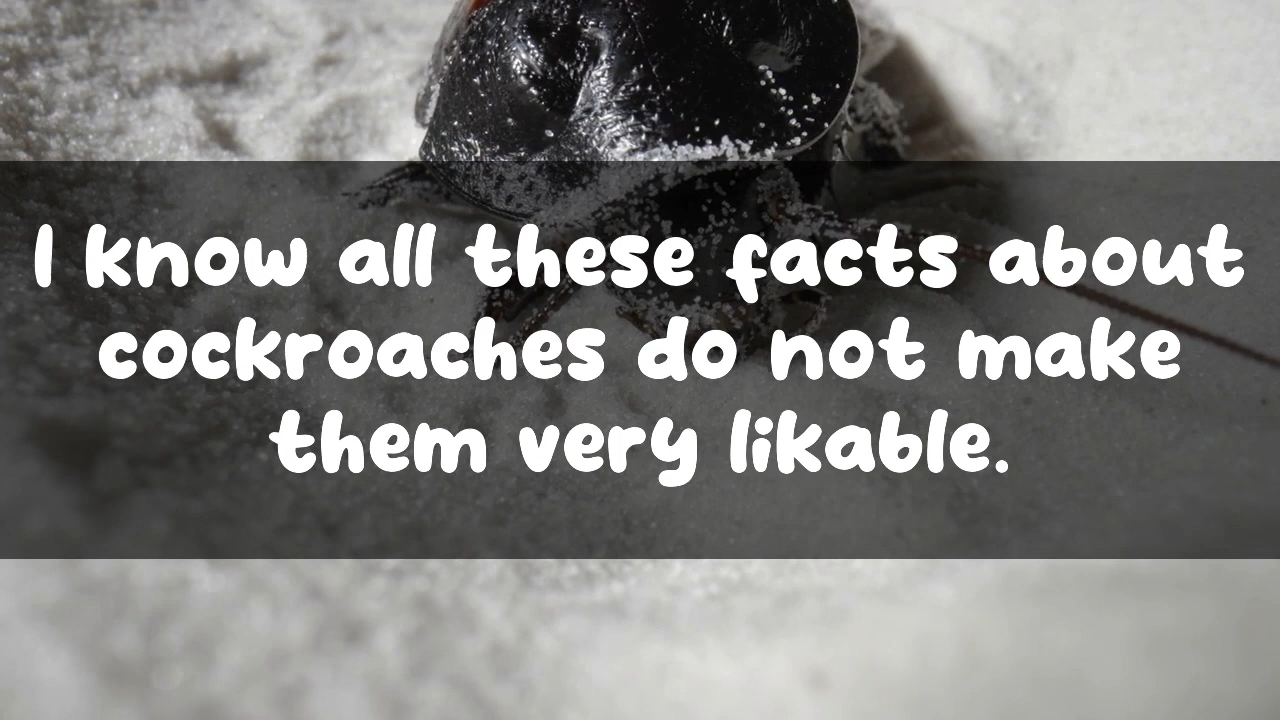 I know all these facts about
cockroaches do not make
them very likable.